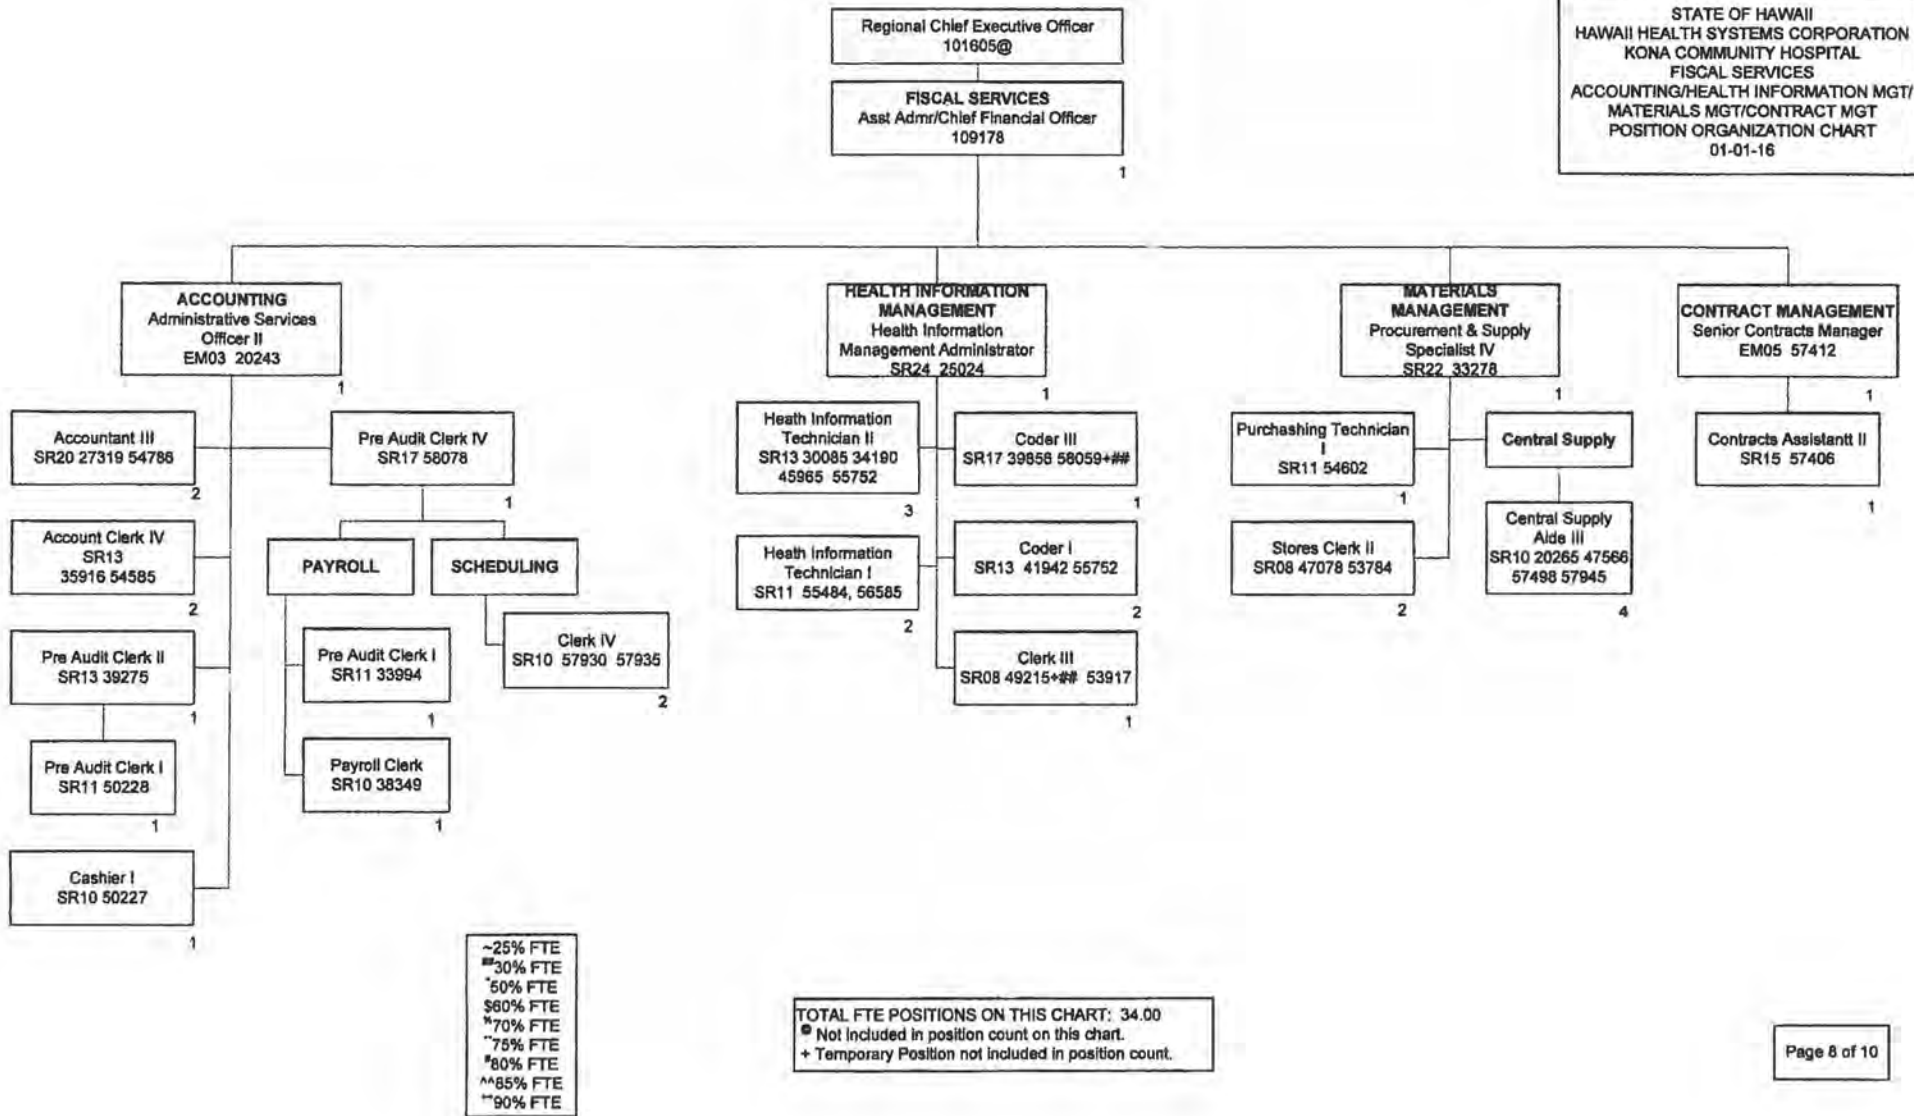 Regional Chief Executive Officer
101605@
STATE OF HAWAII
HAWAII HEALTH SYSTEMS CORPORATION
KONA COMMUNITY HOSPITAL
FISCAL SERVICES
ACCOUNTING/HEALTH INFORMATION MGT/
MATERIALS MGT/CONTRACT MGT
POSITION ORGANIZATION CHART
01-01-16
FISCAL SERVICES
Asst Admr/Chief Financial Officer
109178
1
ACCOUNTING
Administrative Services
Officer II
EM03 20243
1
Accountant III
SR20 27319 54786
2
Pre Audit Clerk IV
SR17 58078
1
Account Clerk IV
SR13
35916 54585
2
PAYROLL
SCHEDULING
Pre Audit Clerk II
SR13 39275
1
Pre Audit Clerk I
SR11 33994
1
Clerk IV
SR10 57930 57935
2
Pre Audit Clerk I
SR11 50228
1
Payroll Clerk
SR10 38349
1
Cashier I
SR10 50227
1
HEALTH INFORMATION
MANAGEMENT
Health Information
Management Administrator
SR24 25024
1
Heath Information
Technician II
SR13 30085 34190
45965 55752
3
Coder III
SR17 39856 58059+##
1
Heath Information
Technician I
SR11 55484, 56585
2
Coder I
SR13 41942 55752
2
Clerk III
SR08 49215+## 53917
1
MATERIALS
MANAGEMENT
Procurement & Supply
Specialist IV
SR22 33278
1
Purchashing Technician
I
SR11 54602
1
Central Supply
Stores Clerk II
SR08 47078 53784
2
Central Supply
Aide III
SR10 20265 47566
57498 57945
4
CONTRACT MANAGEMENT
Senior Contracts Manager
EM05 57412
1
Contracts Assistantt II
SR15 57406
1
~25% FTE
##30% FTE
*50% FTE
$60% FTE
%70% FTE
**75% FTE
#80% FTE
^^85% FTE
90% FTE
TOTAL FTE POSITIONS ON THIS CHART: 34.00
@ Not included in position count on this chart.
+ Temporary Position not included in position count.
Page 8 of 10